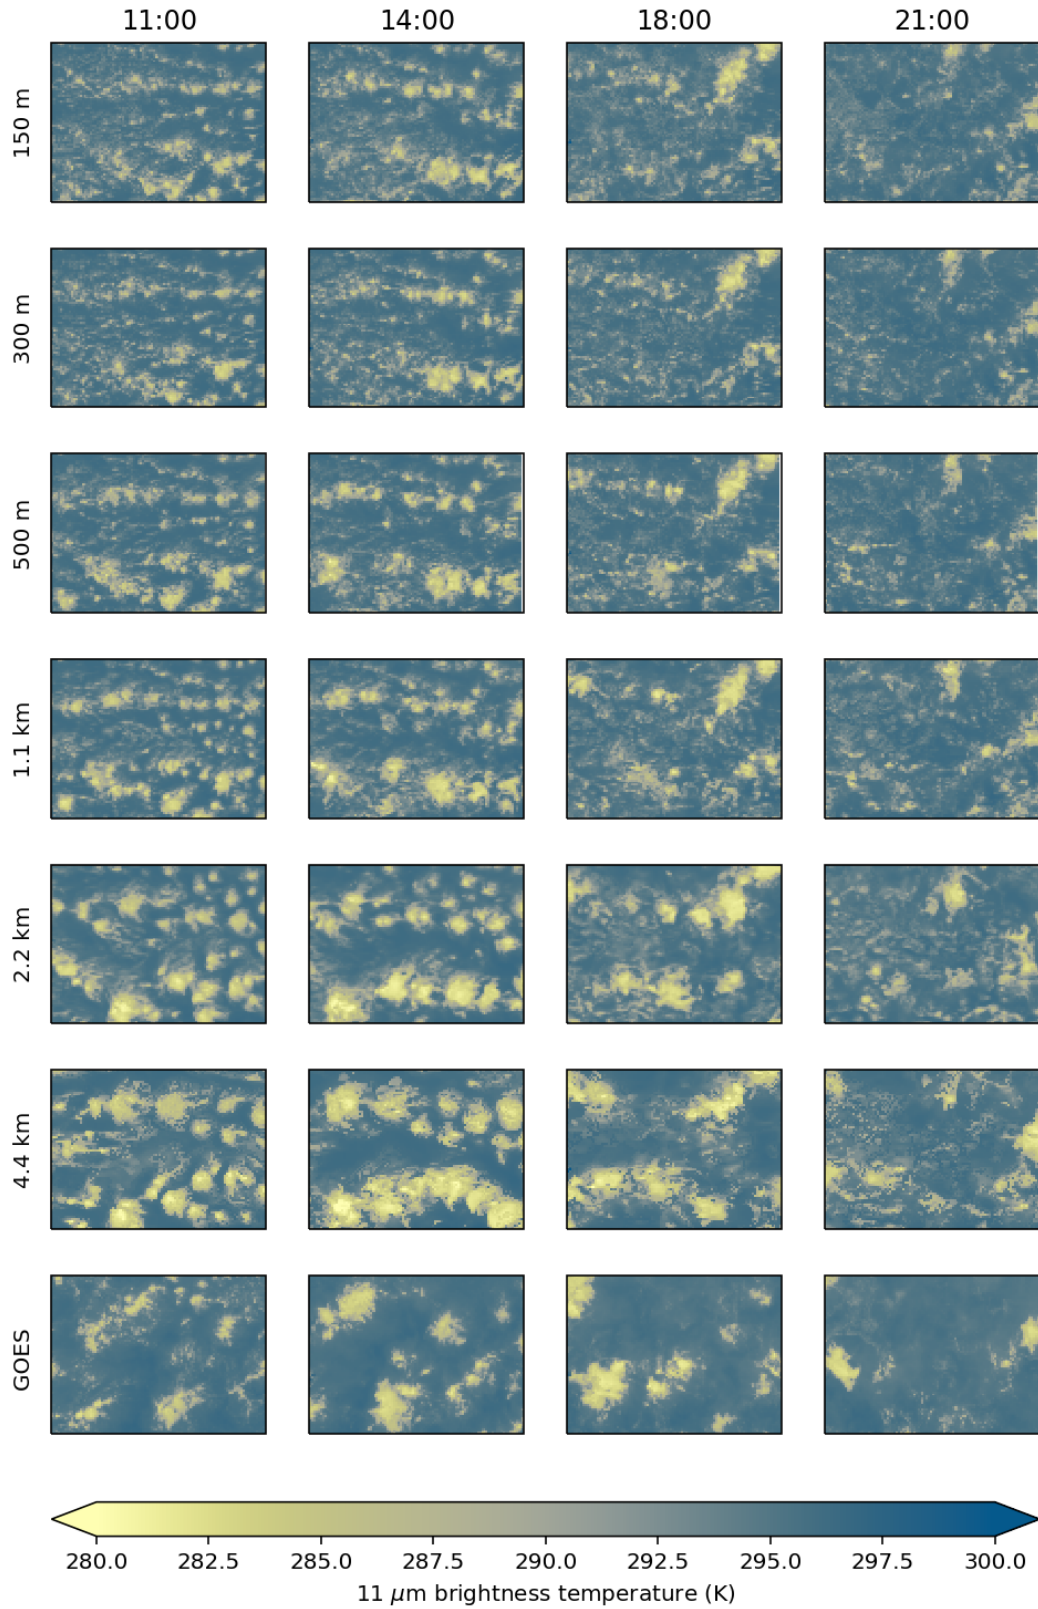 11:00 14:00 18:00 21:00
150 m
300 m
500 m
1.1 km
2.2 km
4.4 km
GOES
280.0 282.5 285.0 287.5 290.0 292.5 295.0 297.5 300.0
11 μm brightness temperature (K)